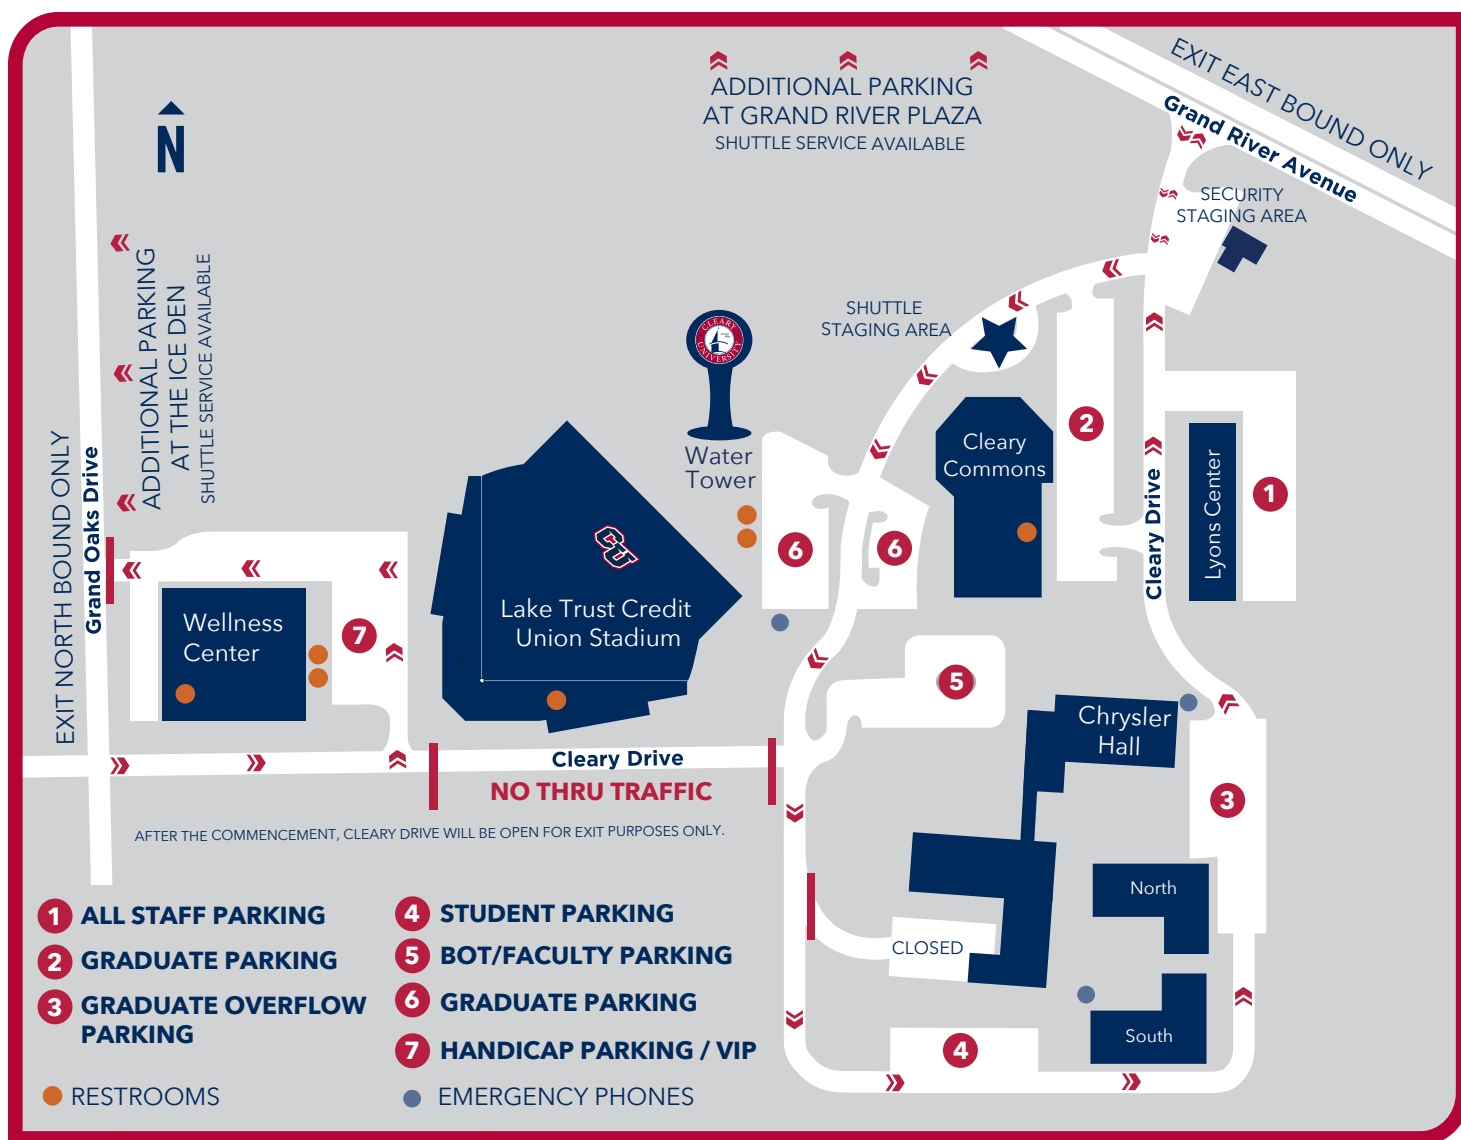 EXIT EAST BOUND ONLY
Grand River Avenue
ADDITIONAL PARKING
AT GRAND RIVER PLAZA
SHUTTLE SERVICE AVAILABLE
N
SECURITY
STAGING AREA
ADDITIONAL PARKING
AT THE ICE DEN
SHUTTLE SERVICE AVAILABLE
SHUTTLE
STAGING AREA
CLEARY
UNIVERSITY
Water
Tower
Cleary
Commons
2
1
Lyons Center
Cleary Drive
EXIT NORTH BOUND ONLY
Grand Oaks Drive
CU
6
6
Lake Trust Credit
Union Stadium
Wellness
Center
7
5
Chrysler
Hall
Cleary Drive
NO THRU TRAFFIC
3
AFTER THE COMMENCEMENT, CLEARY DRIVE WILL BE OPEN FOR EXIT PURPOSES ONLY.
North
CLOSED
South
4
1 ALL STAFF PARKING
2 GRADUATE PARKING
3 GRADUATE OVERFLOW
PARKING
4 STUDENT PARKING
5 BOT/FACULTY PARKING
6 GRADUATE PARKING
7 HANDICAP PARKING / VIP
RESTROOMS
EMERGENCY PHONES